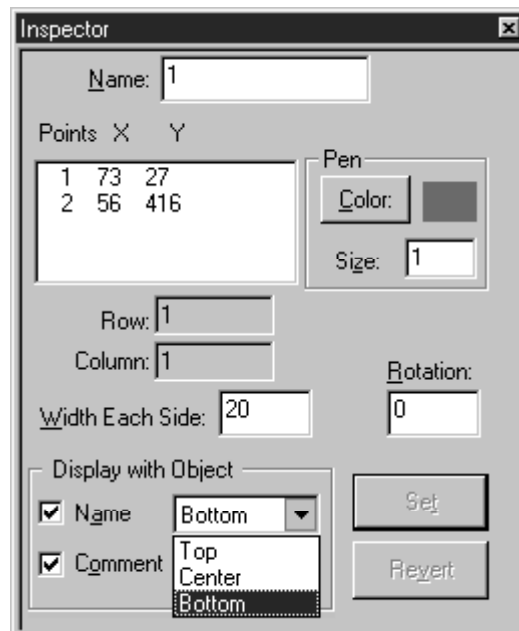 Inspector
Name: 1
Points X Y
1 73 27
2 56 416
Pen
Color:
Size: 1
Row: 1
Column: 1
Rotation:
Width Each Side: 20
0
Display with Object
Name Bottom
Set
Comment
Top
Center
Bottom
Revert